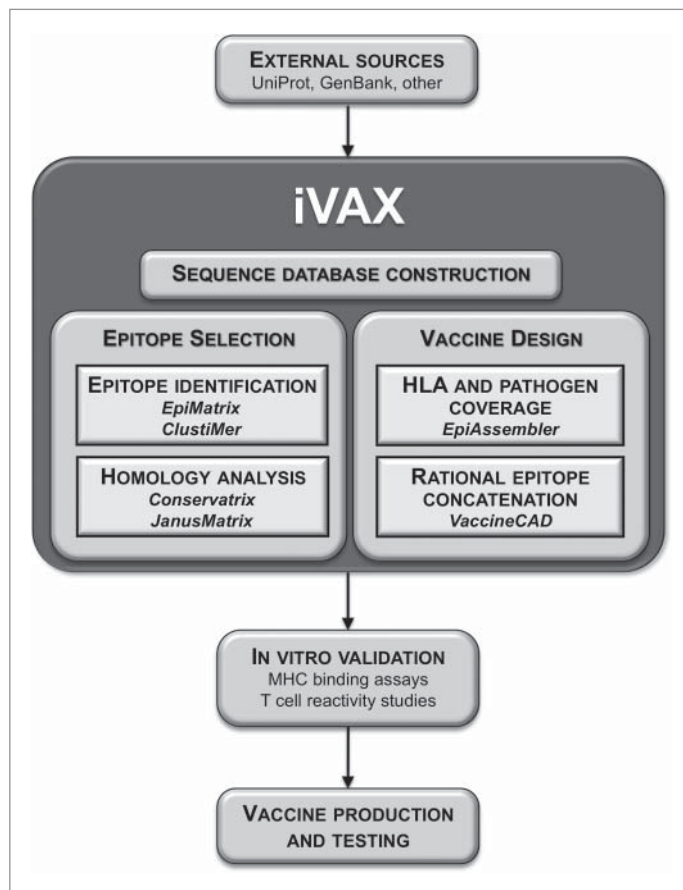 EXTERNAL SOURCES
UniProt, GenBank, other
iVAX
SEQUENCE DATABASE CONSTRUCTION
EPITOPE SELECTION
EPITOPE IDENTIFICATION
EpiMatrix
ClustiMer
HOMOLOGY ANALYSIS
Conservatrix
JanusMatrix
VACCINE DESIGN
HLA AND PATHOGEN
COVERAGE
EpiAssembler
RATIONAL EPITOPE
CONCATENATION
VaccineCAD
IN VITRO VALIDATION
MHC binding assays
T cell reactivity studies
VACCINE PRODUCTION
AND TESTING